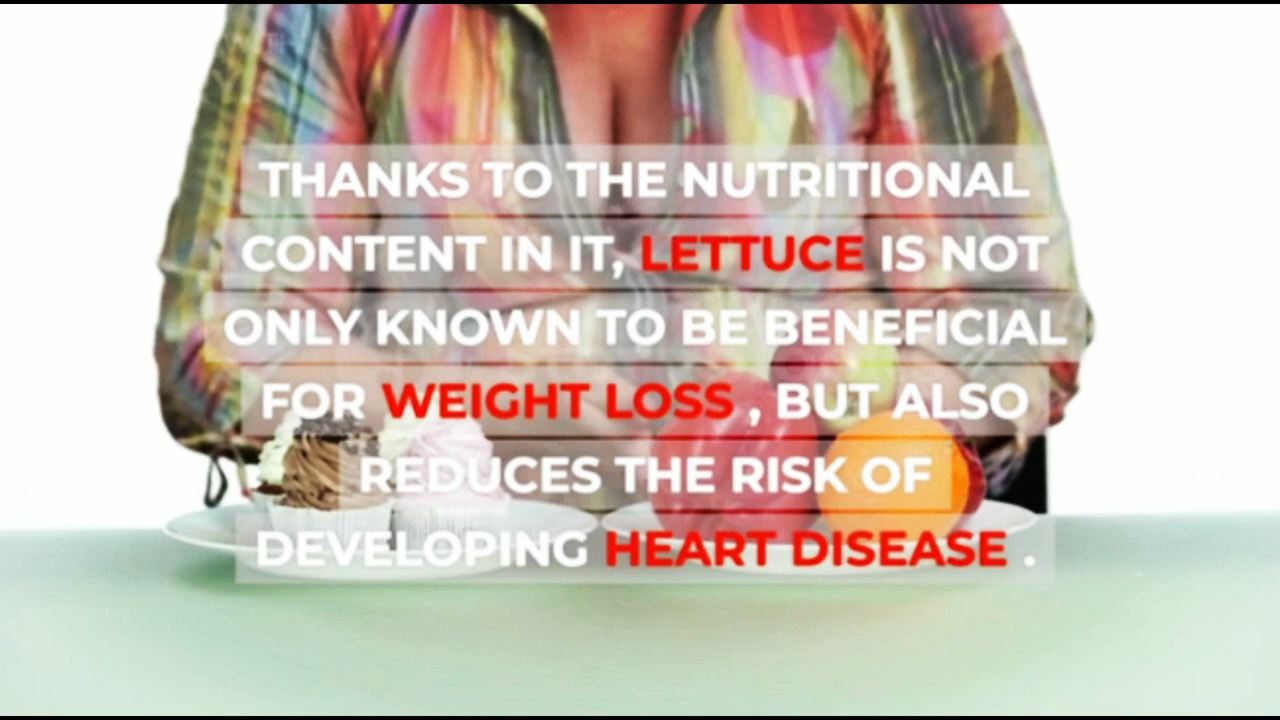 THANKS TO THE NUTRITIONAL
CONTENT IN IT, LETTUCE IS NOT
ONLY KNOWN TO BE BENEFICIAL
FOR WEIGHT LOSS , BUT ALSO
REDUCES THE RISK OF
DEVELOPING HEART DISEASE .